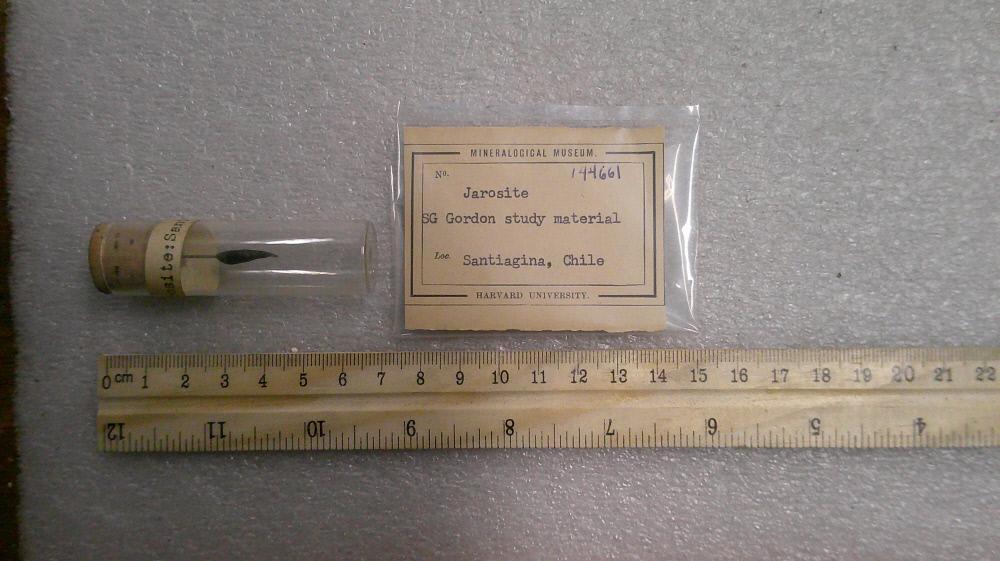 MINERALOGICAL MUSEUM.
No. 144661
Jarosite
SG Gordon study material
Loc. Santiagina, Chile
HARVARD UNIVERSITY.
osite:San
0 cm 1 2 3 4 5 6 7 8 9 10 11 12 13 14 15 16 17 18 19 20 21 22
12 11 10 9 8 7 6 5 4